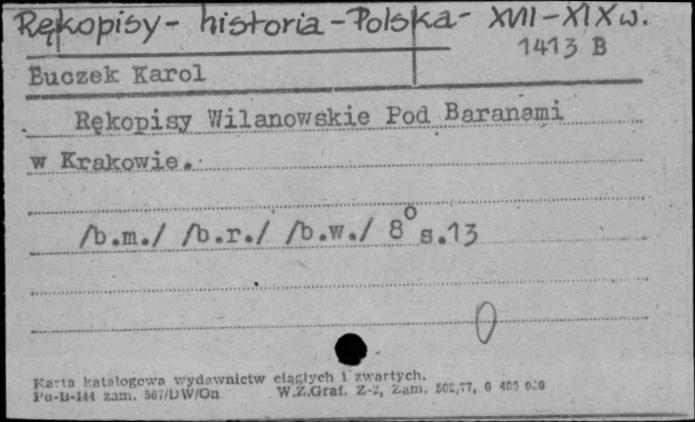 Rękopisy - historia - Polska - XVII - XIX w.
1413 B
Buczek Karol
Rękopisy Wilanowskie Pod Baranami
w Krakowie.
/b.m./ /b.r./ /b.w./ 8° s.13
Karta katalogowa wydawnictw ciągłych i zwartych.
Pu-B-144 zam. 567/DW/On W.Z.Graf. Z-2, Zam. 502,77, 6 400 000